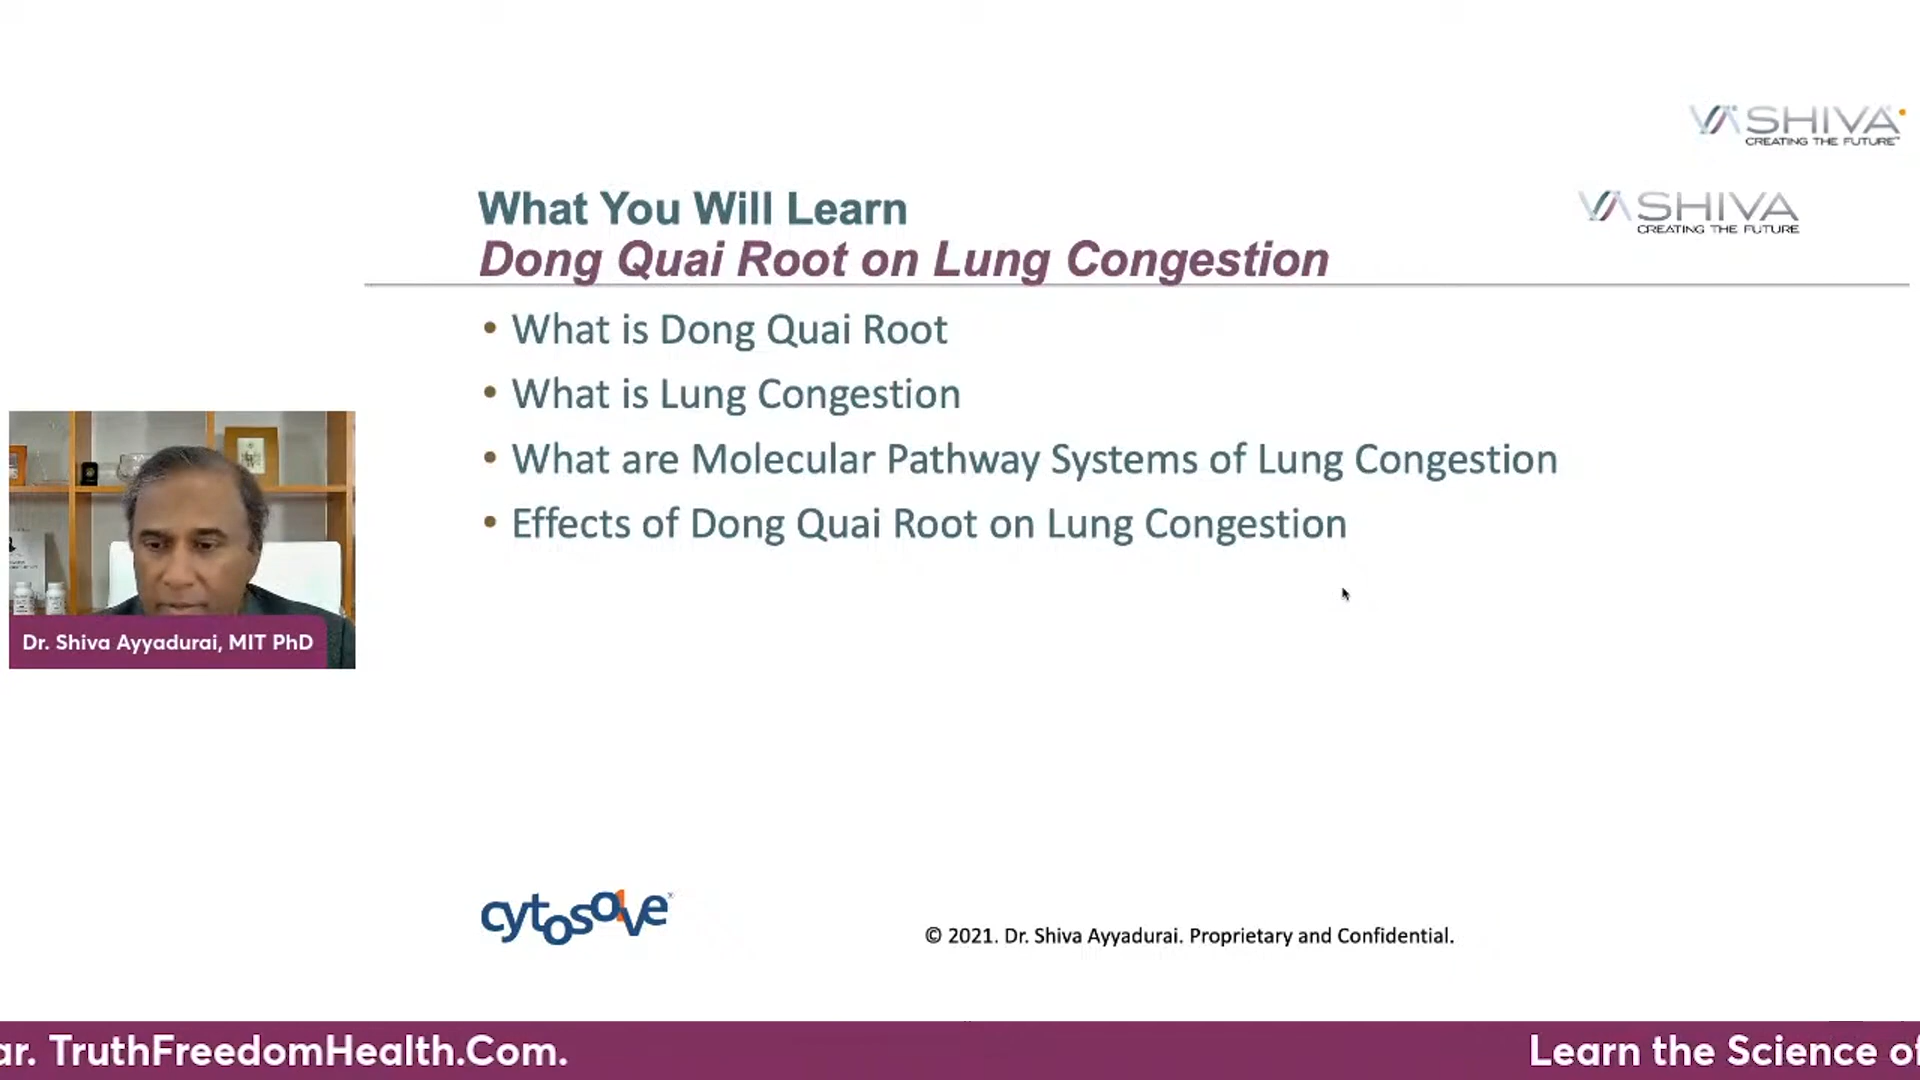 VASHIVA
CREATING THE FUTURE
VASHIVA
CREATING THE FUTURE
What You Will Learn
Dong Quai Root on Lung Congestion
• What is Dong Quai Root
• What is Lung Congestion
• What are Molecular Pathway Systems of Lung Congestion
• Effects of Dong Quai Root on Lung Congestion
Dr. Shiva Ayyadurai, MIT PhD
cytosolve
© 2021. Dr. Shiva Ayyadurai. Proprietary and Confidential.
ar. TruthFreedomHealth.Com.
Learn the Science of